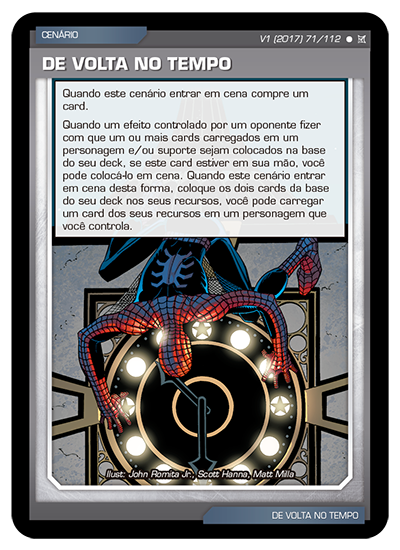 CENÁRIO
V1 (2017) 71/112
DE VOLTA NO TEMPO
Quando este cenário entrar em cena compre um
card.
Quando um efeito controlado por um oponente fizer
com que um ou mais cards carregados em um
personagem e/ou suporte sejam colocados na base
do seu deck, se este card estiver em sua mão, você
pode colocá-lo em cena. Quando este cenário entrar
em cena desta forma, coloque os dois cards da base
do seu deck nos seus recursos, você pode carregar
um card dos seus recursos em um personagem que
você controla.
Ilust: John Romita Jr., Scott Hanna, Matt Milla
DE VOLTA NO TEMPO